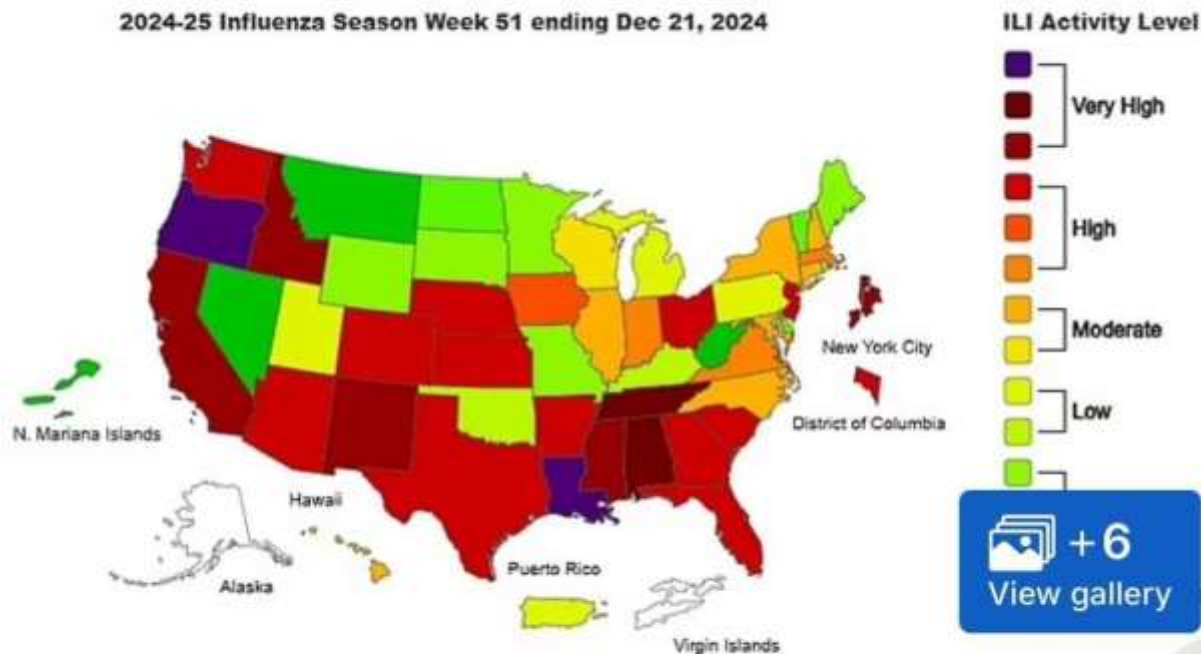 2024-25 Influenza Season Week 51 ending Dec 21, 2024
ILI Activity Level
Very High
High
Moderate
Low
New York City
District of Columbia
N. Mariana Islands
Hawaii
Alaska
Puerto Rico
Virgin Islands
+6
View gallery